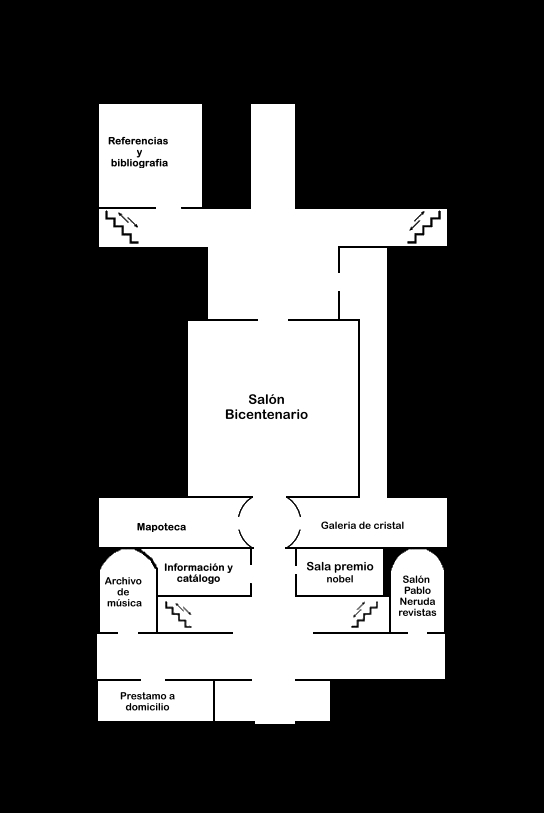 Referencias
y
bibliografia
Salón
Bicentenario
Mapoteca
Galería de cristal
Información y
catálogo
Sala premio
nobel
Archivo
de
música
Salón
Pablo
Neruda
revistas
Prestamo a
domicilio